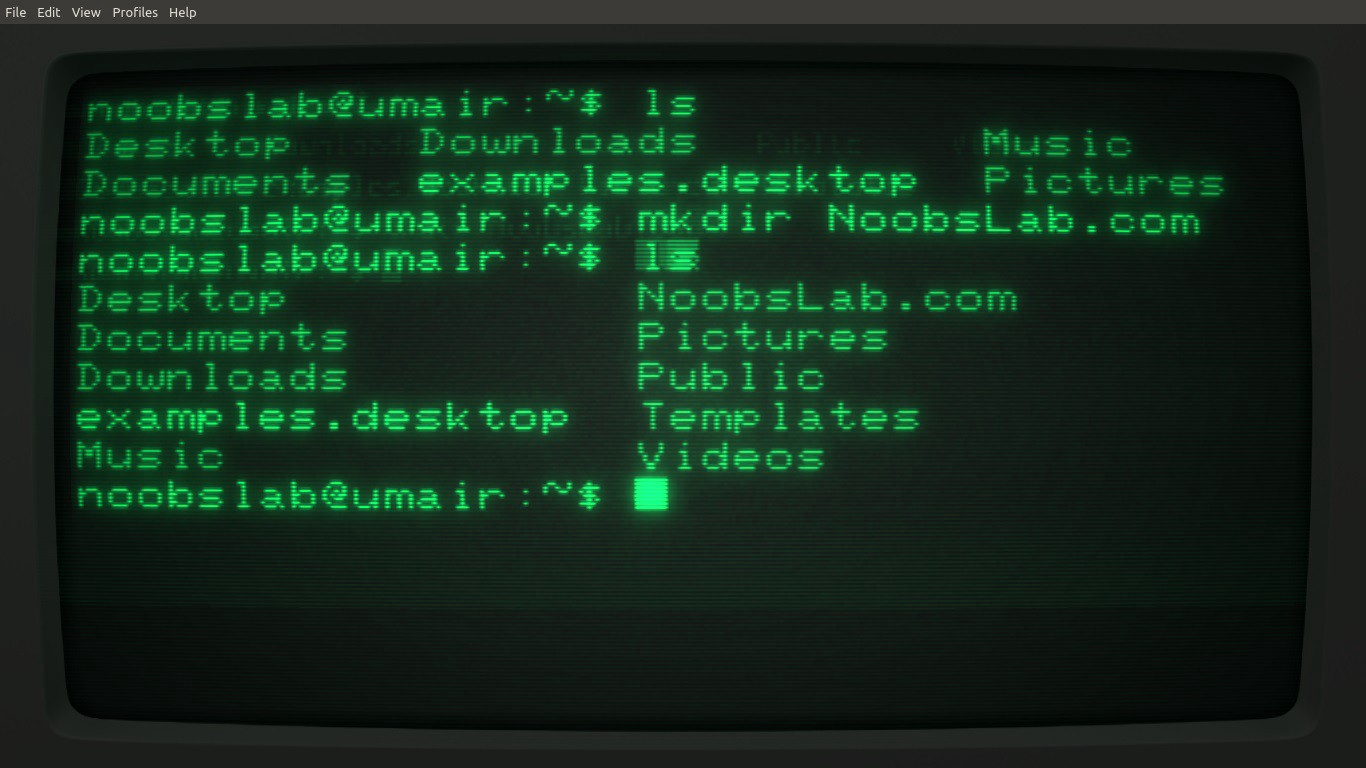 File Edit View Profiles Help
noobslab@umair:~$ ls
Desktop Downloads Music
Documents examples.desktop Pictures
noobslab@umair:~$ mkdir NoobsLab.com
noobslab@umair:~$ ls
Desktop NoobsLab.com
Documents Pictures
Downloads Public
examples.desktop Templates
Music Videos
noobslab@umair:~$